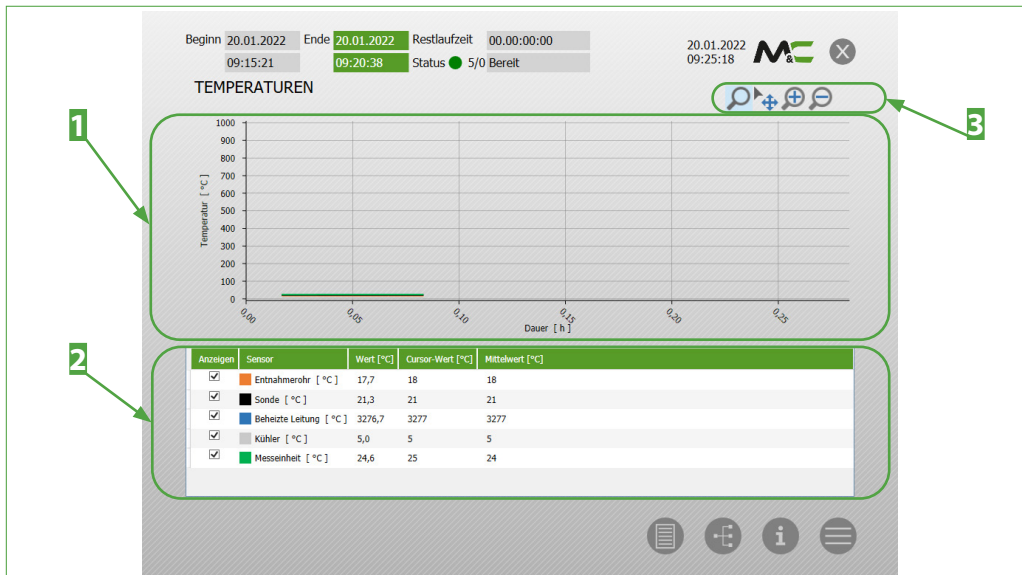 Beginn 20.01.2022 Ende 20.01.2022 Restlaufzeit 00.00:00:00
09:15:21 09:20:38 Status 5/0 Bereit
20.01.2022
09:25:18
M&C
TEMPERATUREN
1
3
1000
900
800
700
600
500
400
300
200
100
0
Temperatur [ °C ]
0,00 0,05 0,10 0,15 0,20 0,25
Dauer [ h ]
2
Anzeigen Sensor Wert [°C] Cursor-Wert [°C] Mittelwert [°C]
Entnahmerohr [ °C ] 17,7 18 18
Sonde [ °C ] 21,3 21 21
Beheizte Leitung [ °C ] 3276,7 3277 3277
Kühler [ °C ] 5,0 5 5
Messeinheit [ °C ] 24,6 25 24